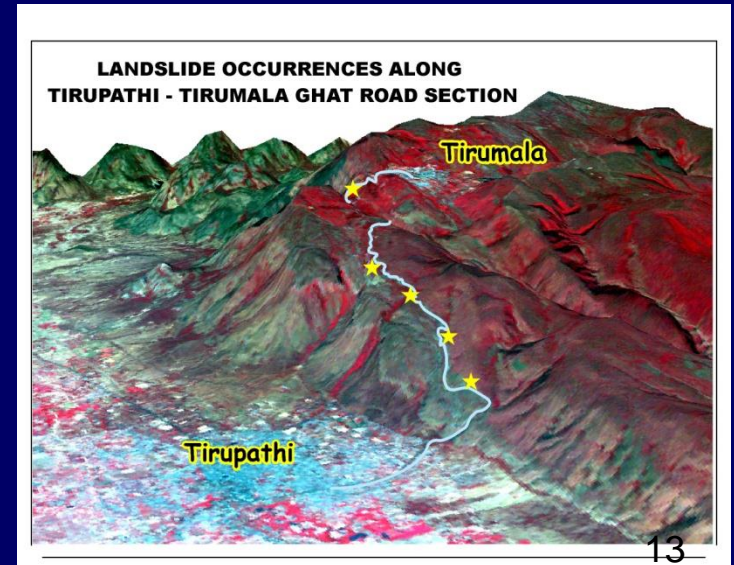 LANDSLIDE OCCURRENCES ALONG
TIRUPATHI - TIRUMALA GHAT ROAD SECTION
Tirumala
Tirupathi
13